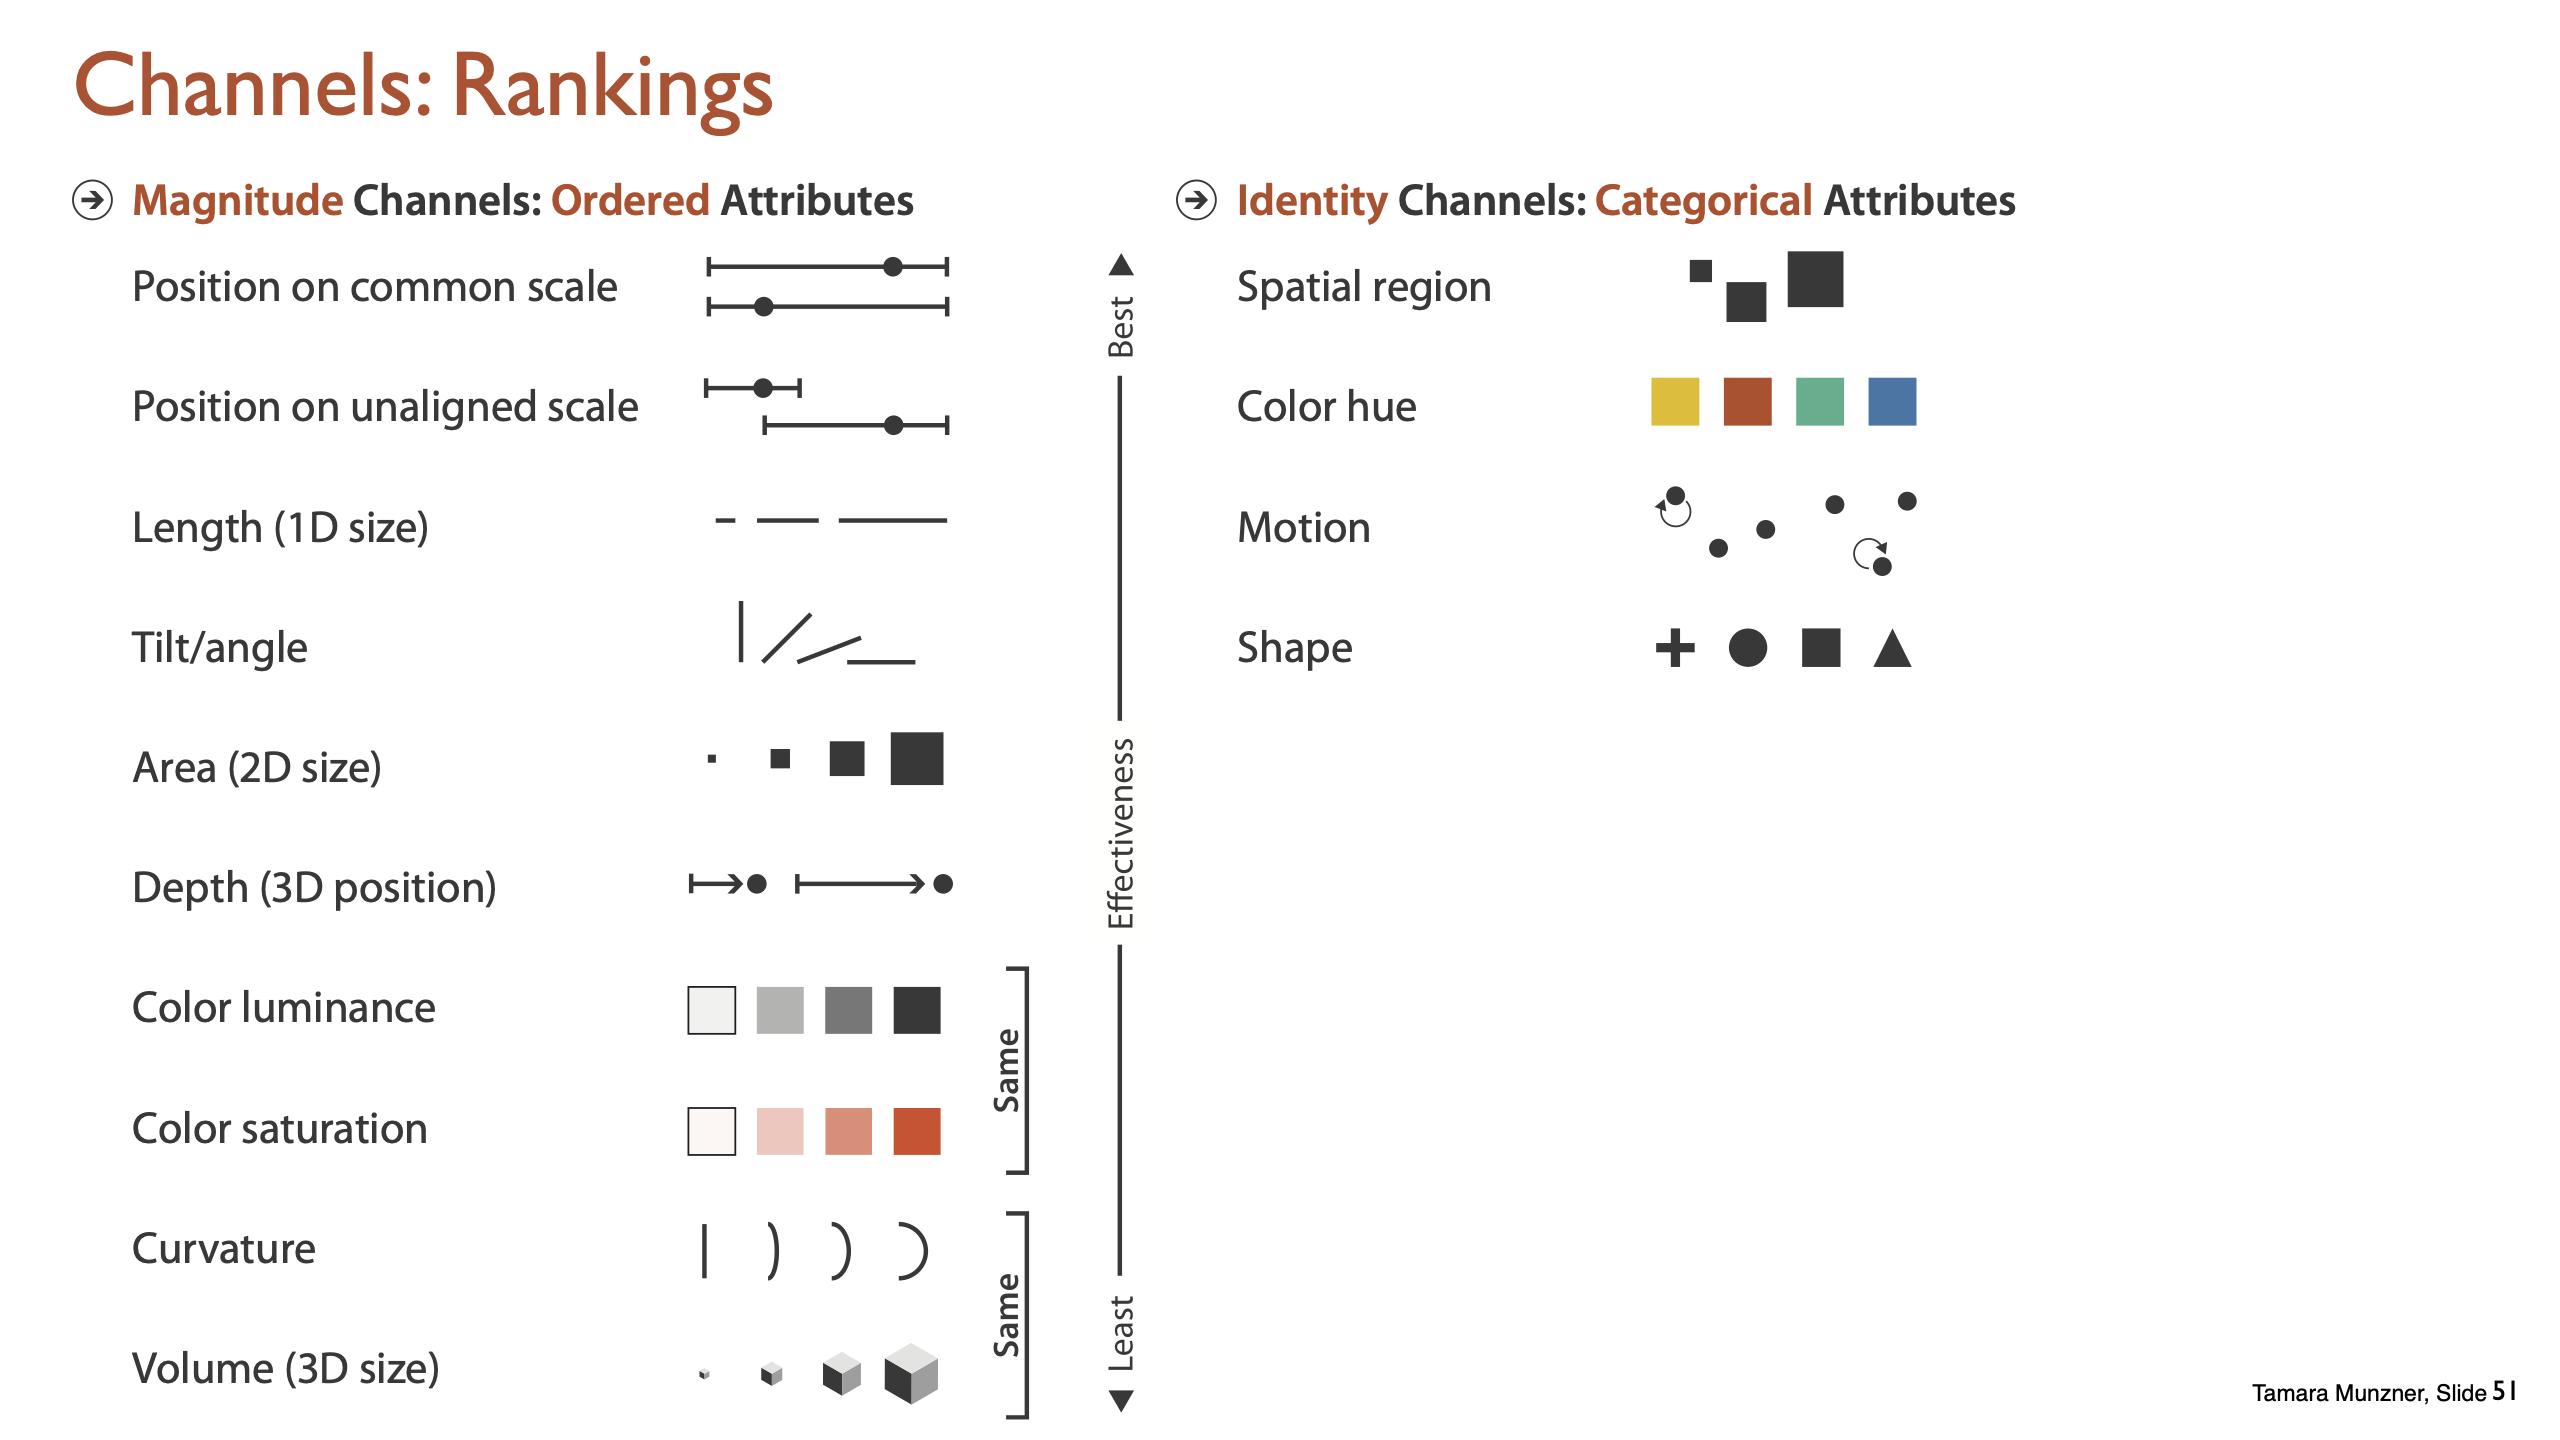 Channels: Rankings
Magnitude Channels: Ordered Attributes
Position on common scale
Position on unaligned scale
Length (1D size)
Tilt/angle
Area (2D size)
Depth (3D position)
Color luminance
Color saturation
Curvature
Volume (3D size)
Same
Same
Best
Effectiveness
Least
Identity Channels: Categorical Attributes
Spatial region
Color hue
Motion
Shape
Tamara Munzner, Slide 51